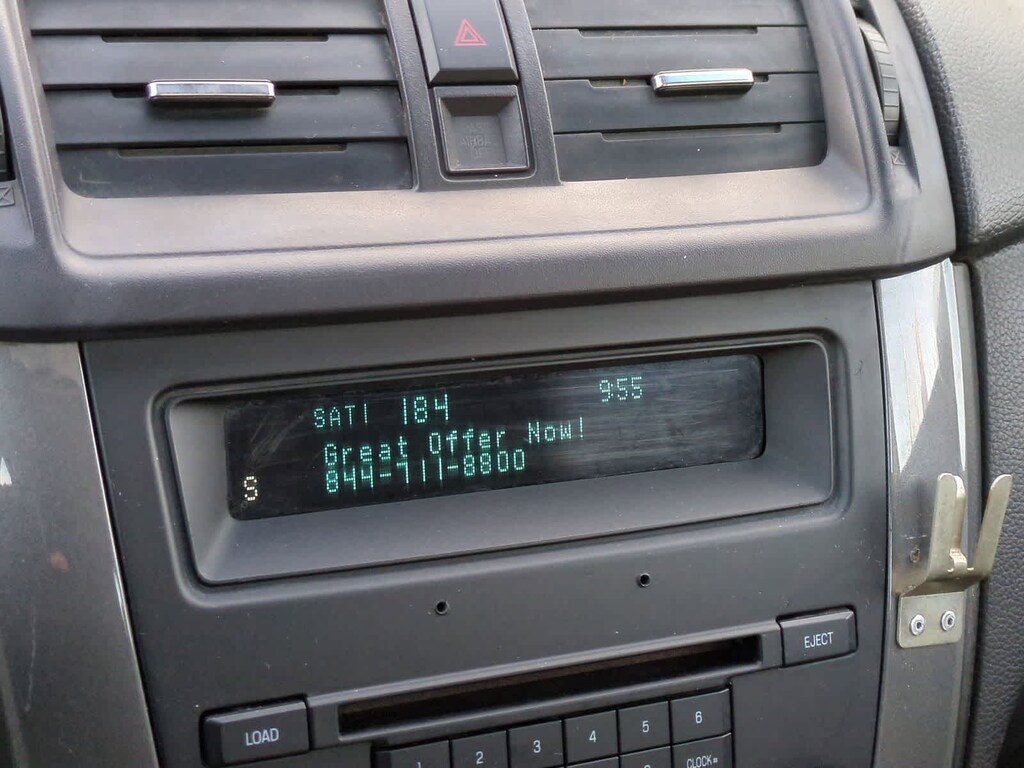 SAT1 184 9:55
Great Offer Now!
844-711-8800
S
EJECT
LOAD
1 2 3 4 5 6
CLOCK